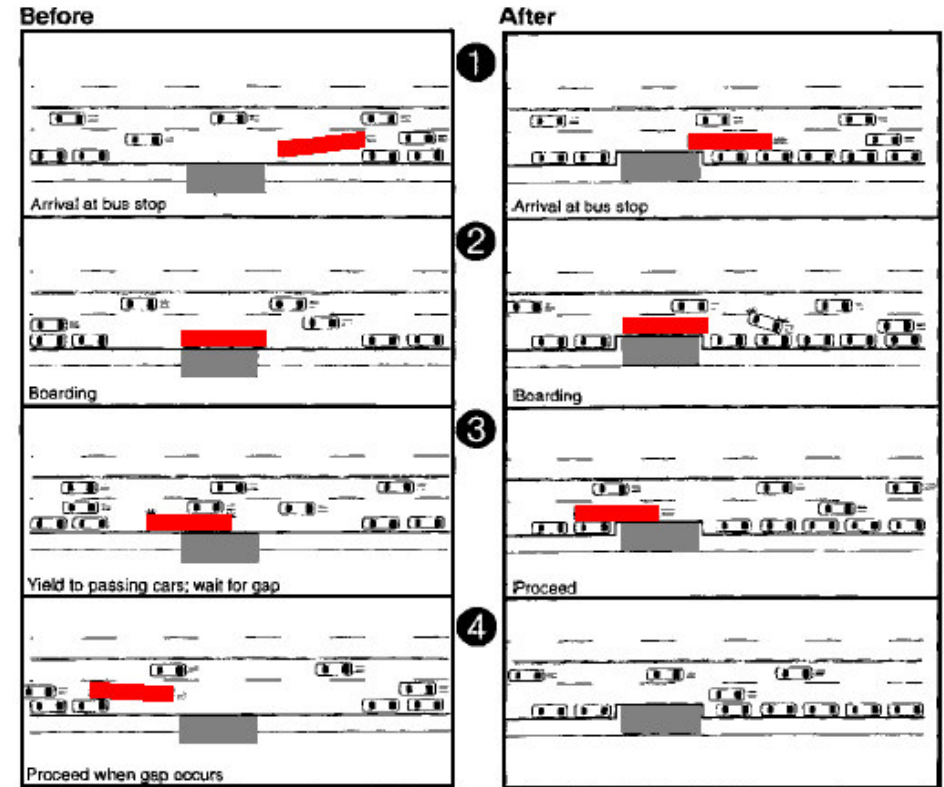 Before
After
1
Arrival at bus stop
Arrival at bus stop
2
Boarding
Boarding
3
Yield to passing cars; wait for gap
Proceed
4
Proceed when gap occurs